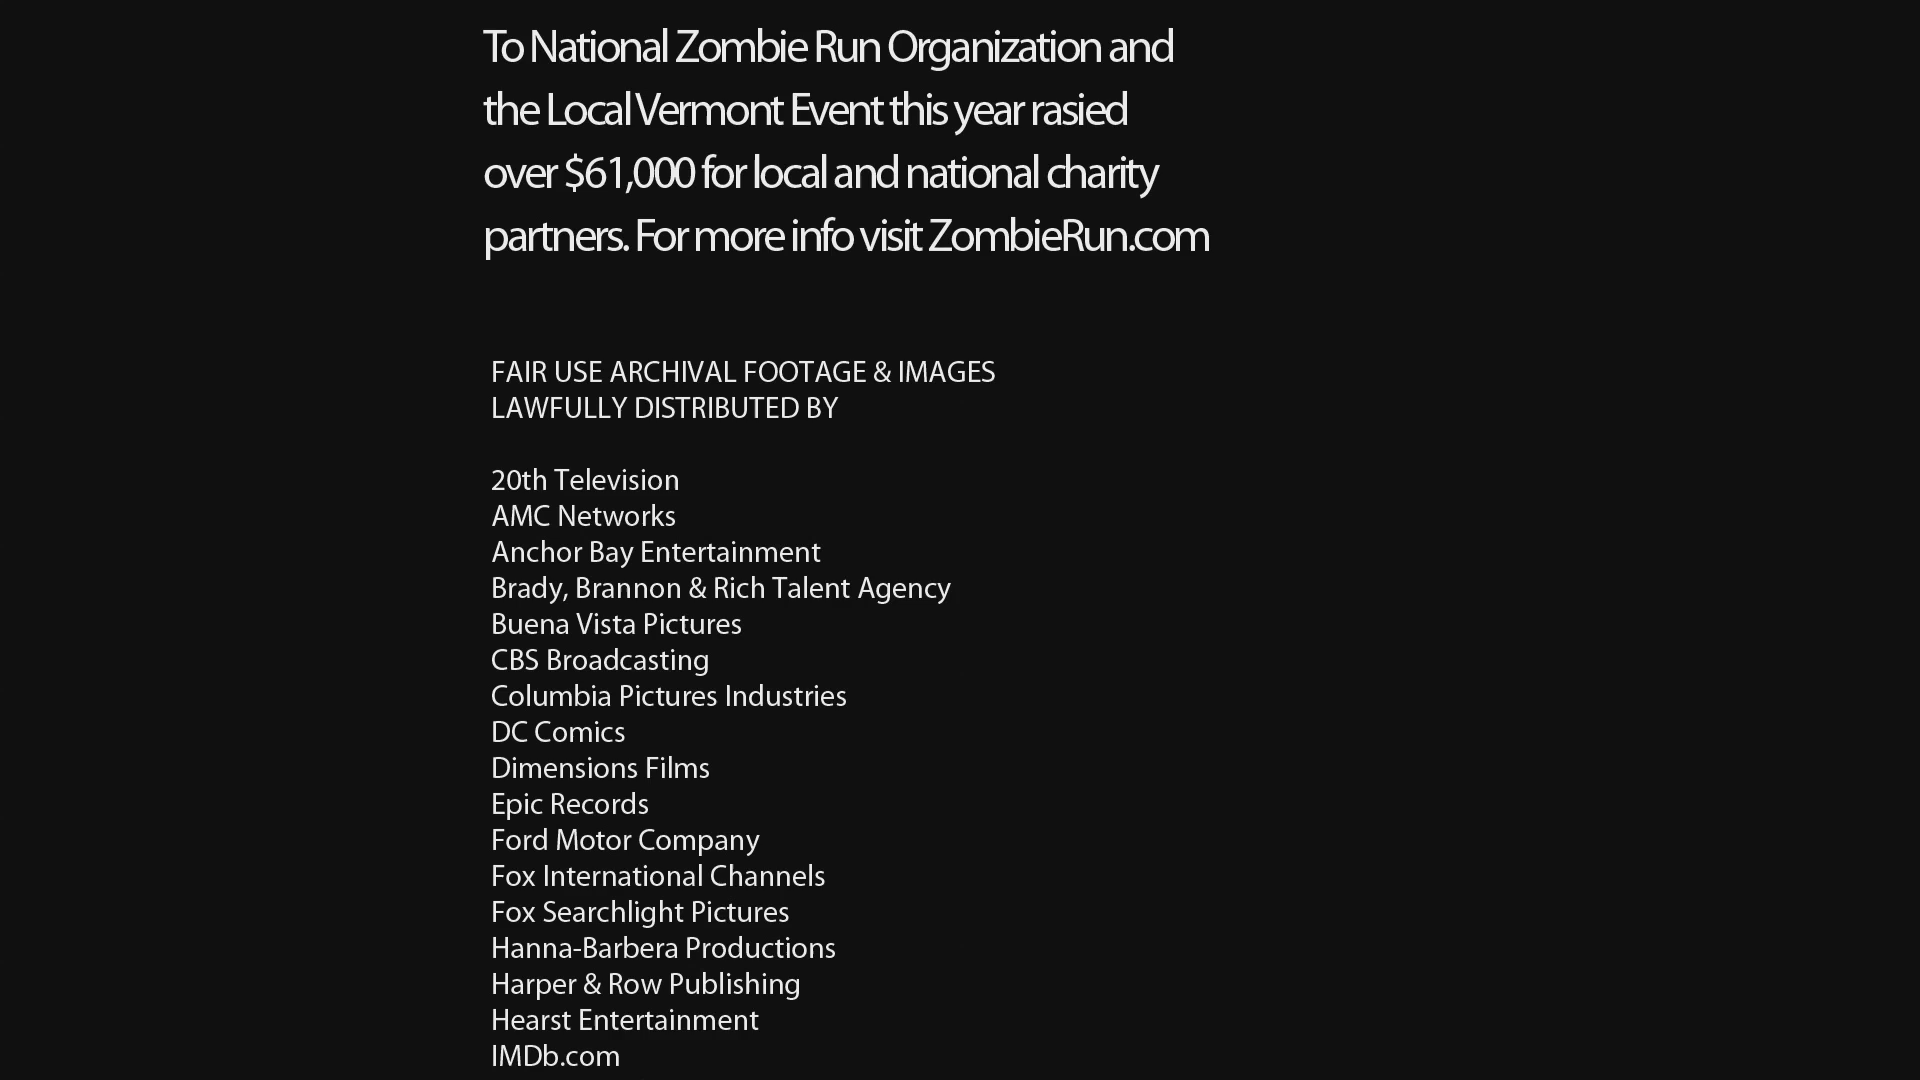 To National Zombie Run Organization and
the Local Vermont Event this year rasied
over $61,000 for local and national charity
partners. For more info visit ZombieRun.com
FAIR USE ARCHIVAL FOOTAGE & IMAGES
LAWFULLY DISTRIBUTED BY
20th Television
AMC Networks
Anchor Bay Entertainment
Brady, Brannon & Rich Talent Agency
Buena Vista Pictures
CBS Broadcasting
Columbia Pictures Industries
DC Comics
Dimensions Films
Epic Records
Ford Motor Company
Fox International Channels
Fox Searchlight Pictures
Hanna-Barbera Productions
Harper & Row Publishing
Hearst Entertainment
IMDb.com